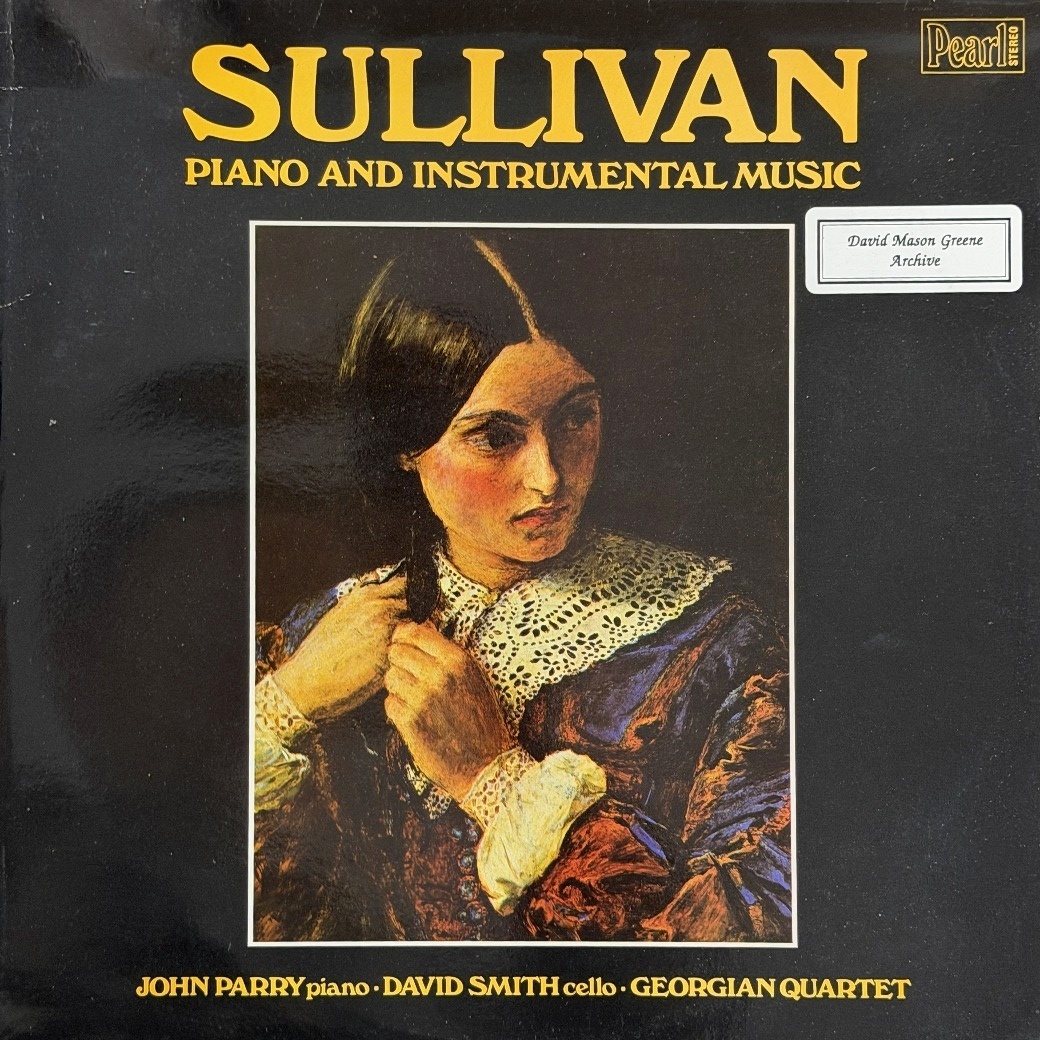 SULLIVAN
Pearl STEREO
PIANO AND INSTRUMENTAL MUSIC
David Mason Greene
Archive
JOHN PARRY piano · DAVID SMITH cello · GEORGIAN QUARTET